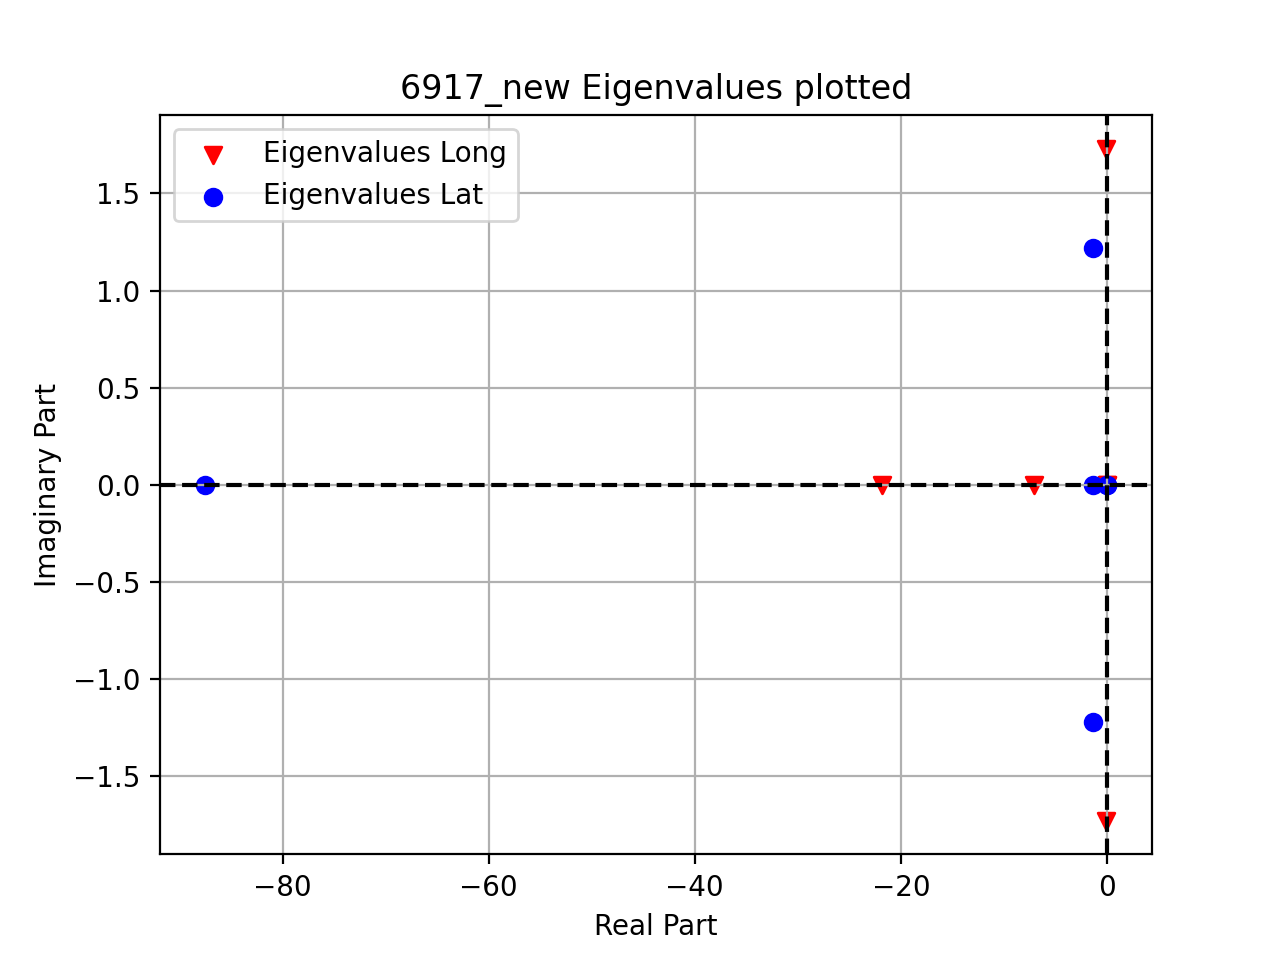 6917_new Eigenvalues plotted
Eigenvalues Long
Eigenvalues Lat
1.5
1.0
0.5
0.0
−0.5
−1.0
−1.5
Imaginary Part
−80
−60
−40
−20
0
Real Part